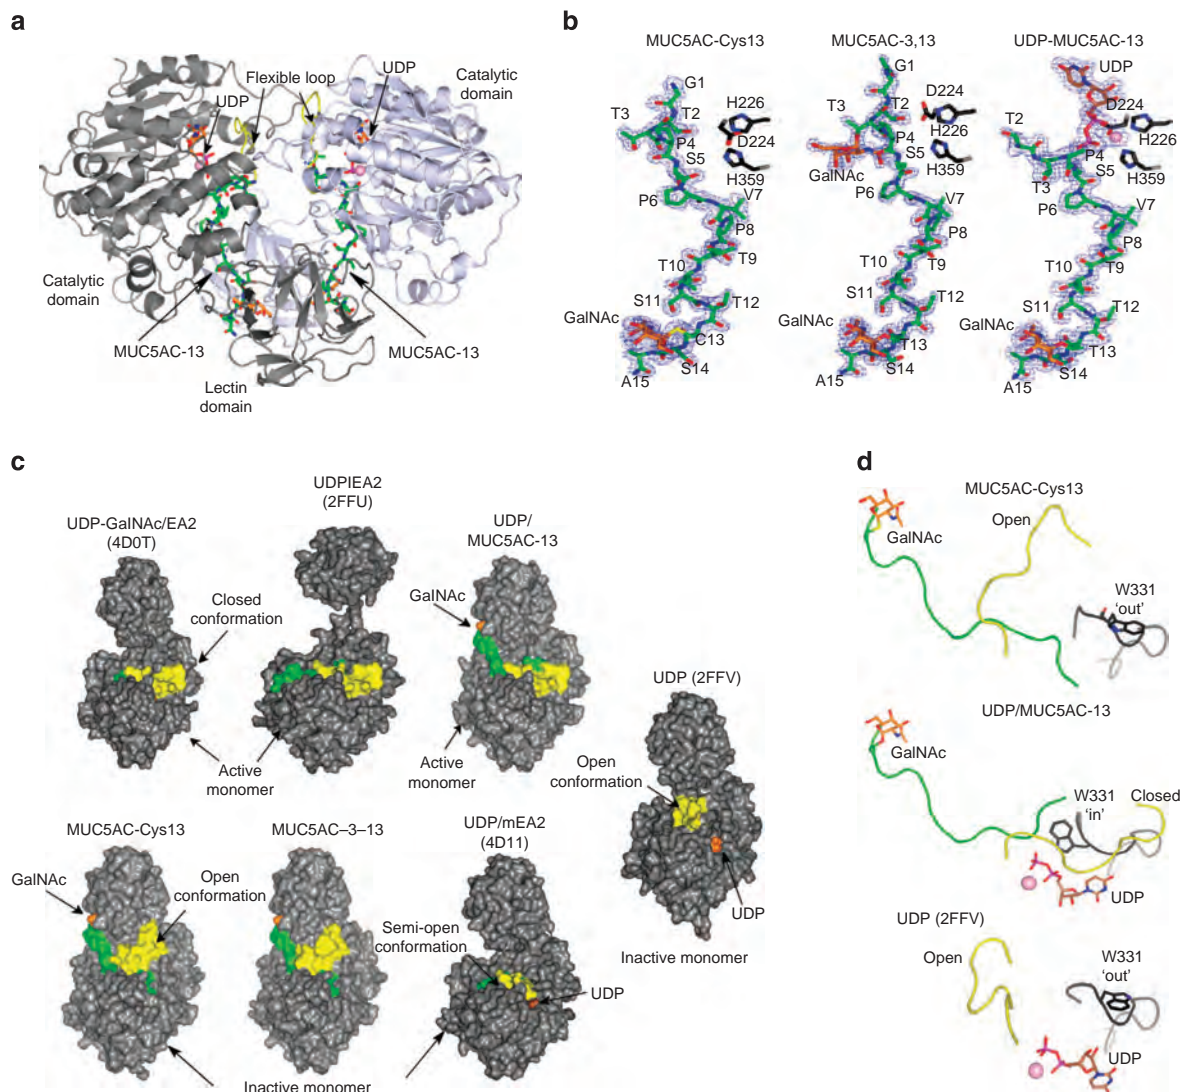 a
UDP
Flexible loop
UDP
Catalytic
domain
Catalytic
domain
MUC5AC-13
MUC5AC-13
Lectin
domain
b
MUC5AC-Cys13
G1
T3
T2
H226
P4
D224
S5
H359
P6
V7
P8
T10
T9
S11
T12
GalNAc
C13
S14
A15
MUC5AC-3,13
G1
T3
T2
D224
P4
H226
S5
GalNAc
H359
P6
V7
P8
T10
T9
S11
T12
GalNAc
T13
S14
A15
UDP-MUC5AC-13
UDP
D224
T2
H226
P4
S5
T3
H359
P6
V7
P8
T10
T9
S11
T12
GalNAc
T13
S14
A15
c
UDP-GalNAc/EA2
(4D0T)
UDPIEA2
(2FFU)
UDP/
MUC5AC-13
GalNAc
Closed
conformation
Active
monomer
Active
monomer
UDP (2FFV)
Open
conformation
UDP
Inactive monomer
MUC5AC-Cys13
MUC5AC–3–13
UDP/mEA2
(4D11)
GalNAc
Open
conformation
Semi-open
conformation
UDP
Inactive monomer
d
MUC5AC-Cys13
Open
GalNAc
W331
‘out’
UDP/MUC5AC-13
GalNAc
W331
‘in’
Closed
UDP
UDP (2FFV)
Open
W331
‘out’
UDP